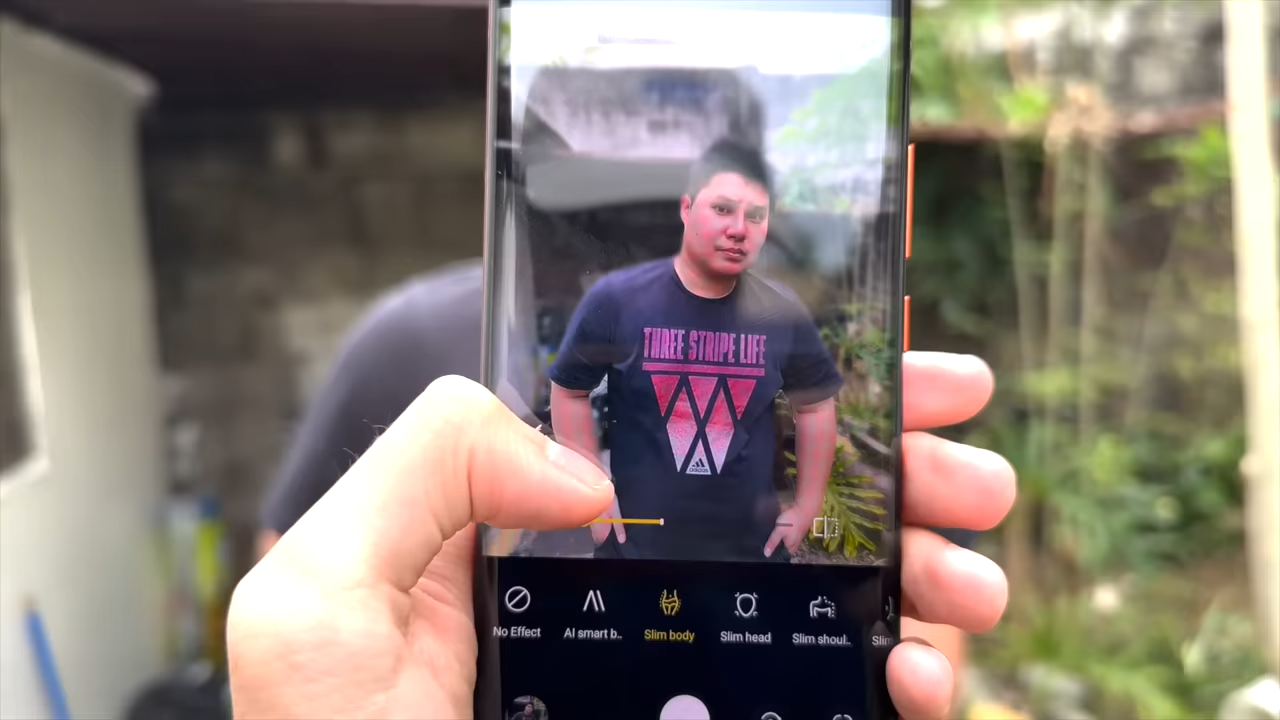 THREE STRIPE LIFE
adidas
No Effect
AI smart b..
Slim body
Slim head
Slim shoul..
Slim